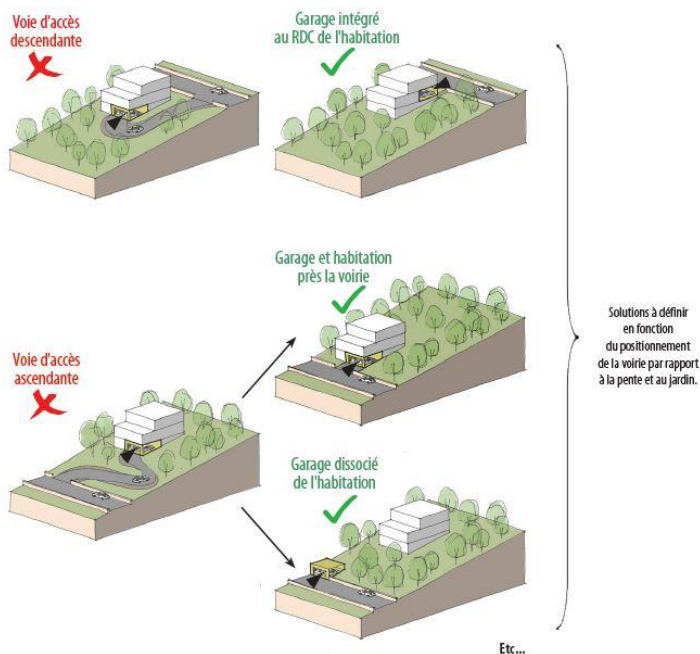 Voie d'accès
descendante
Garage intégré
au RDC de l'habitation
Garage et habitation
près la voirie
Solutions à définir
en fonction
du positionnement
de la voirie par rapport
à la pente et au jardin.
Voie d'accès
ascendante
Garage dissocié
de l'habitation
Etc...